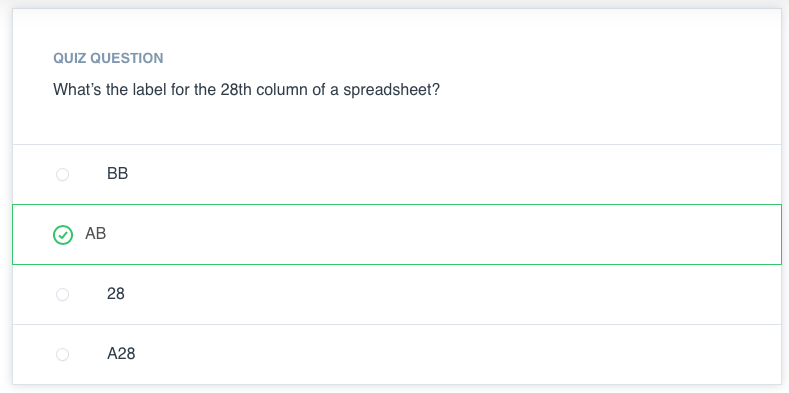 QUIZ QUESTION
What’s the label for the 28th column of a spreadsheet?
BB
AB
28
A28